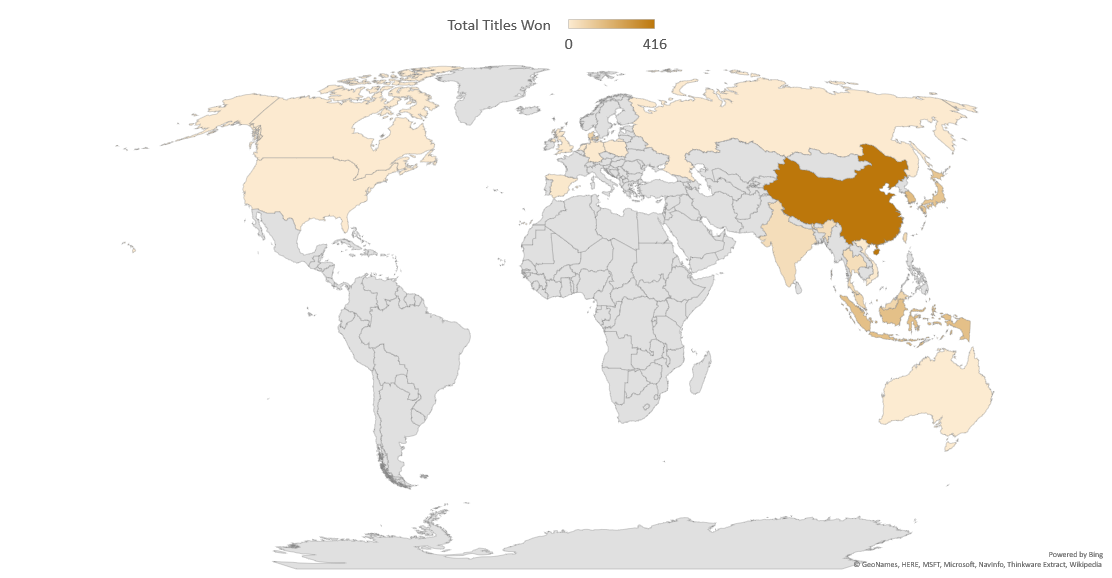 Total Titles Won
0 416
Powered by Bing
© GeoNames, HERE, MSFT, Microsoft, NavInfo, Thinkware Extract, Wikipedia